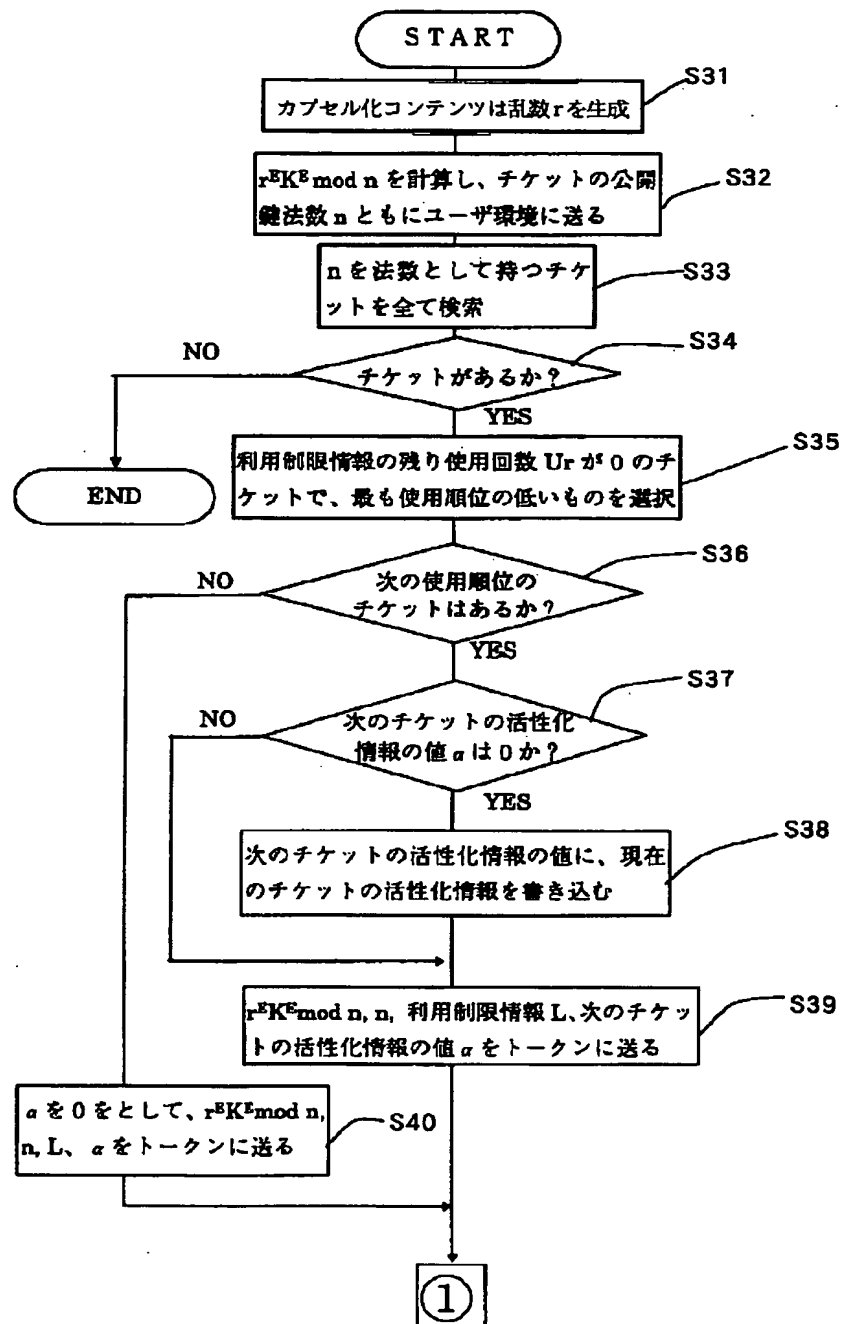 START
S31
カプセル化コンテンツは乱数rを生成
rᴱKᴱ mod n を計算し、チケットの公開
鍵法数 n ともにユーザ環境に送る
S32
n を法数として持つチケ
ットを全て検索
S33
S34
NO
チケットがあるか?
YES
S35
利用制限情報の残り使用回数 Ur が 0 のチ
ケットで、最も使用順位の低いものを選択
END
S36
NO
次の使用順位の
チケットはあるか?
YES
S37
NO
次のチケットの活性化
情報の値αは0か?
YES
S38
次のチケットの活性化情報の値に、現在
のチケットの活性化情報を書き込む
S39
rᴱKᴱmod n, n, 利用制限情報 L、次のチケッ
トの活性化情報の値αをトークンに送る
αを0をとして、rᴱKᴱmod n,
n, L、αをトークンに送る
S40
①